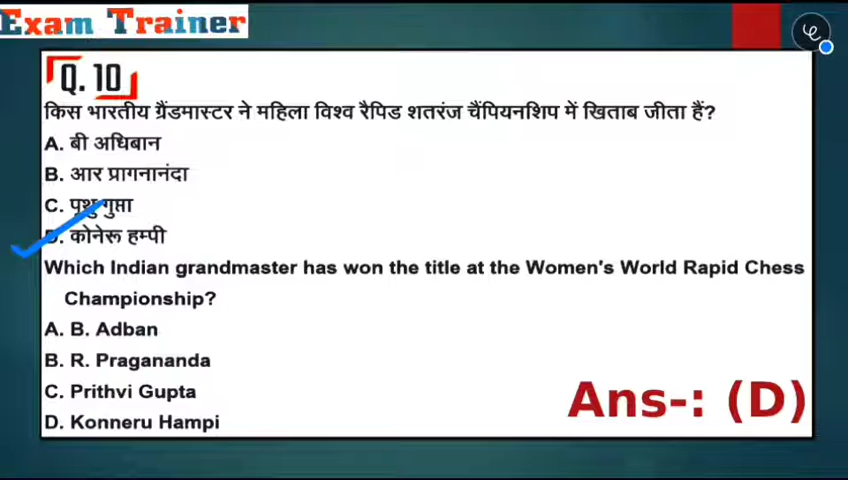 Exam Trainer
Q. 10
किस भारतीय ग्रैंडमास्टर ने महिला विश्व रैपिड शतरंज चैंपियनशिप में खिताब जीता हैं?
A. बी अधिबान
B. आर प्रागनानंदा
C. पृथु गुप्ता
D. कोनेरू हम्पी
Which Indian grandmaster has won the title at the Women's World Rapid Chess
Championship?
A. B. Adban
B. R. Pragananda
C. Prithvi Gupta
D. Konneru Hampi
Ans-: (D)